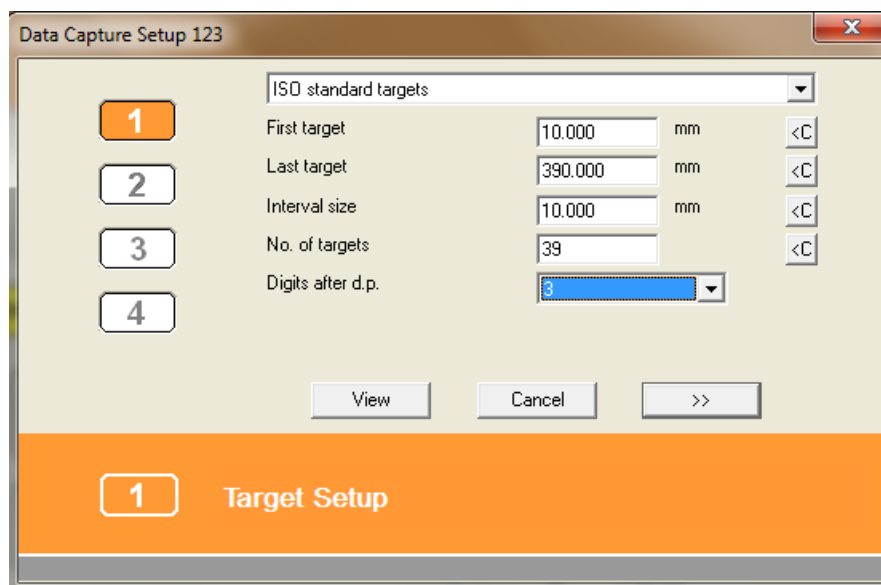 Data Capture Setup 123
ISO standard targets
1
First target 10.000 mm <C
Last target 390.000 mm <C
2
Interval size 10.000 mm <C
3
No. of targets 39 <C
Digits after d.p. 3
4
View Cancel >>
1 Target Setup